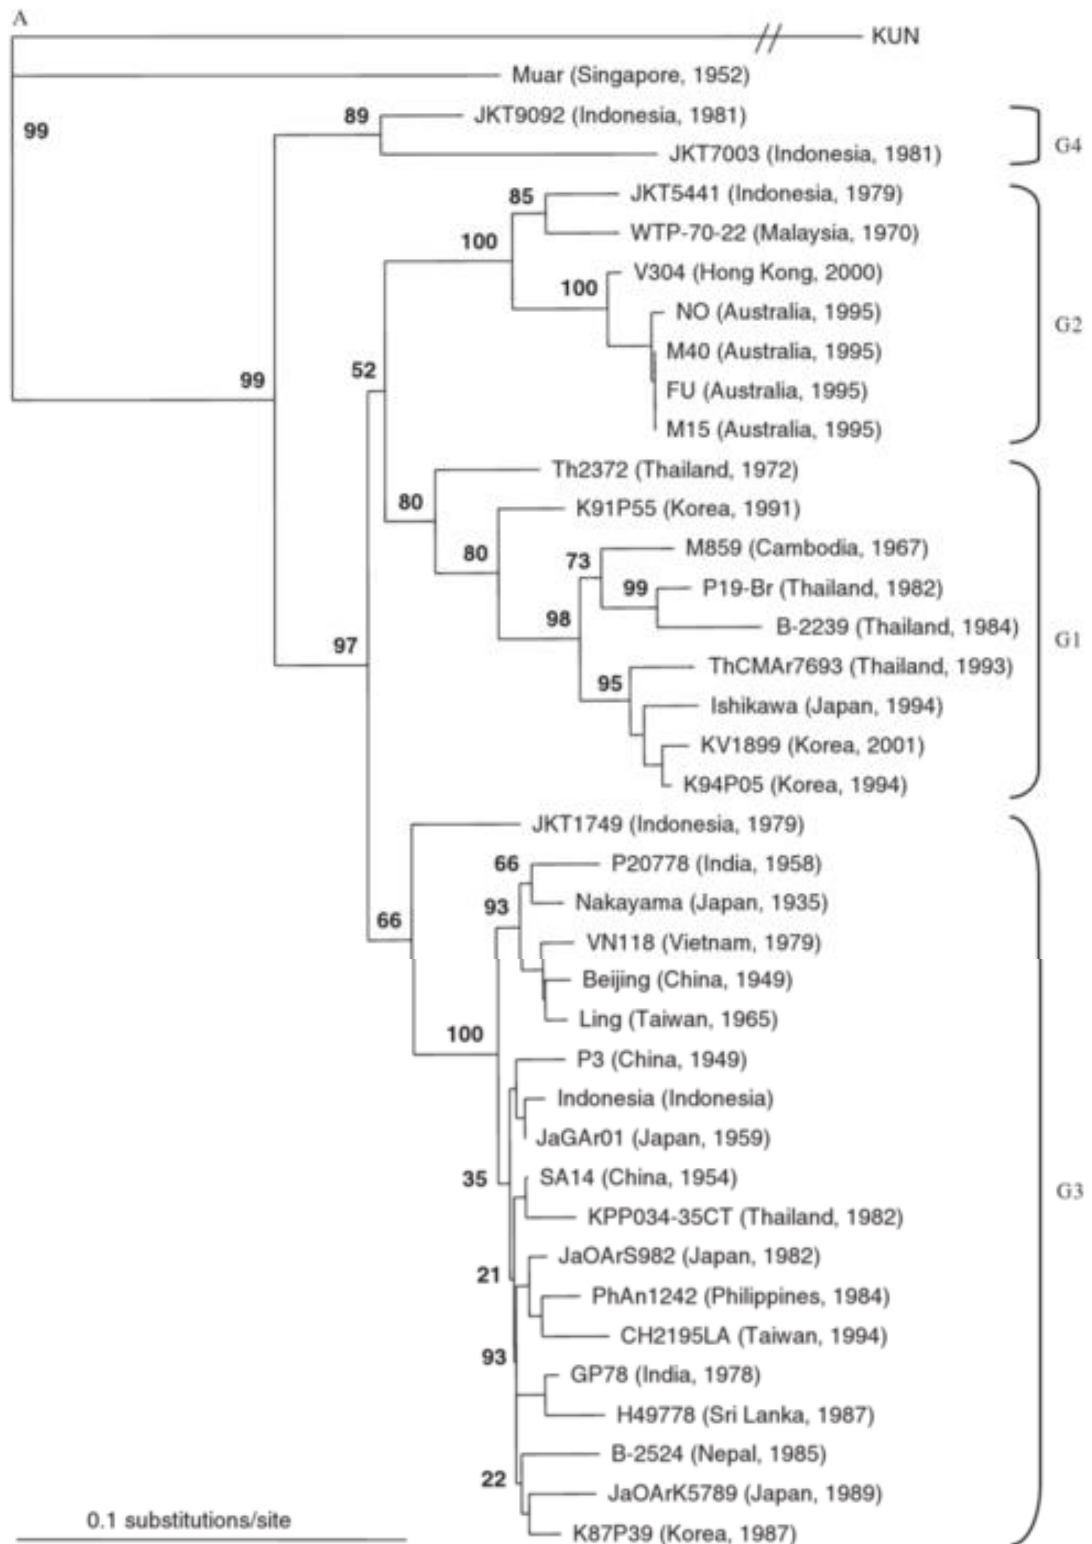 A
KUN
Muar (Singapore, 1952)
99
89
JKT9092 (Indonesia, 1981)
G4
JKT7003 (Indonesia, 1981)
85
JKT5441 (Indonesia, 1979)
WTP-70-22 (Malaysia, 1970)
100
V304 (Hong Kong, 2000)
100
NO (Australia, 1995)
G2
M40 (Australia, 1995)
52
99
FU (Australia, 1995)
M15 (Australia, 1995)
Th2372 (Thailand, 1972)
80
K91P55 (Korea, 1991)
80
73
M859 (Cambodia, 1967)
99
P19-Br (Thailand, 1982)
98
B-2239 (Thailand, 1984)
G1
97
ThCMAr7693 (Thailand, 1993)
95
Ishikawa (Japan, 1994)
KV1899 (Korea, 2001)
K94P05 (Korea, 1994)
JKT1749 (Indonesia, 1979)
66
P20778 (India, 1958)
93
Nakayama (Japan, 1935)
66
VN118 (Vietnam, 1979)
Beijing (China, 1949)
Ling (Taiwan, 1965)
100
P3 (China, 1949)
Indonesia (Indonesia)
JaGAr01 (Japan, 1959)
35
SA14 (China, 1954)
G3
KPP034-35CT (Thailand, 1982)
JaOArS982 (Japan, 1982)
21
PhAn1242 (Philippines, 1984)
CH2195LA (Taiwan, 1994)
93
GP78 (India, 1978)
H49778 (Sri Lanka, 1987)
B-2524 (Nepal, 1985)
22
JaOArK5789 (Japan, 1989)
0.1 substitutions/site
K87P39 (Korea, 1987)